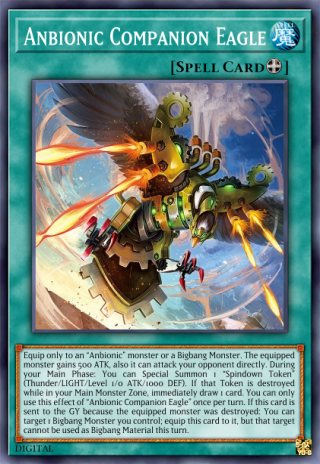 Anbionic Companion Eagle
魔
[Spell Card]
Equip only to an "Anbionic" monster or a Bigbang Monster. The equipped
monster gains 500 ATK, also it can attack your opponent directly. During
your Main Phase: You can Special Summon 1 "Spindown Token"
(Thunder/LIGHT/Level 1/0 ATK/1000 DEF). If that Token is destroyed
while in your Main Monster Zone, immediately draw 1 card. You can only
use this effect of "Anbionic Companion Eagle" once per turn. If this card is
sent to the GY because the equipped monster was destroyed: You can
target 1 Bigbang Monster you control; equip this card to it, but that target
cannot be used as Bigbang Material this turn.
DIGITAL